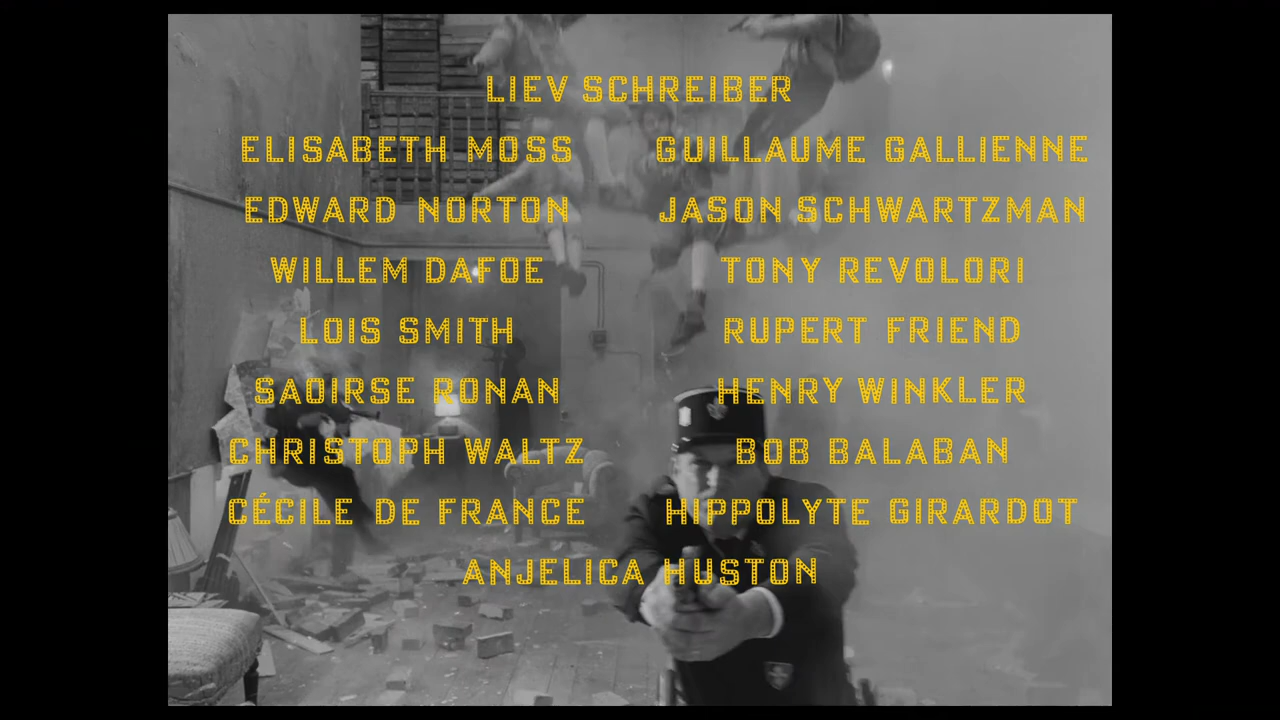 LIEV SCHREIBER
ELISABETH MOSS GUILLAUME GALLIENNE
EDWARD NORTON JASON SCHWARTZMAN
WILLEM DAFOE TONY REVOLORI
LOIS SMITH RUPERT FRIEND
SAOIRSE RONAN HENRY WINKLER
CHRISTOPH WALTZ BOB BALABAN
CÉCILE DE FRANCE HIPPOLYTE GIRARDOT
ANJELICA HUSTON